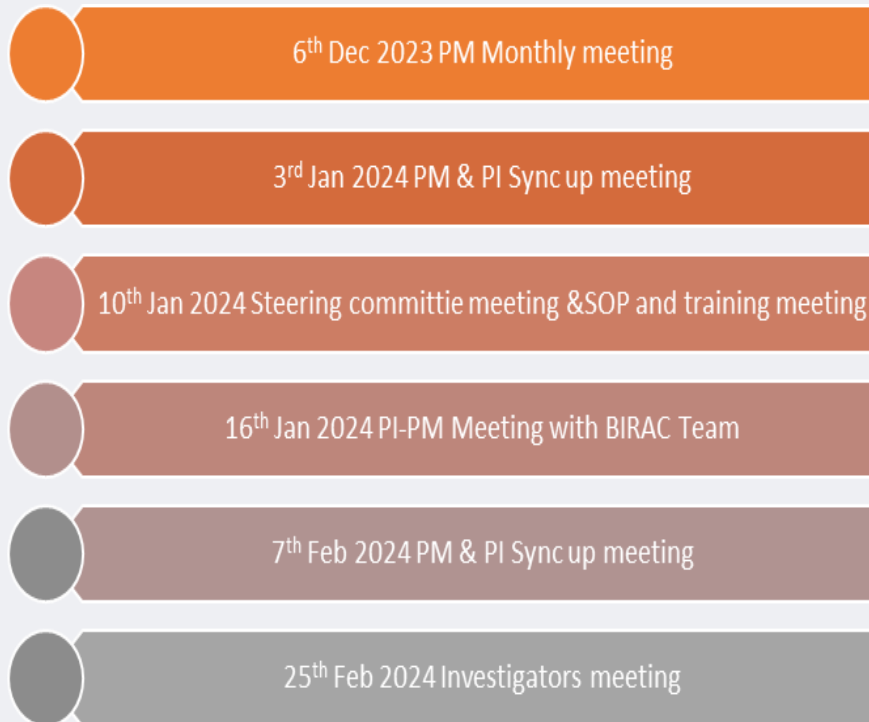 6th Dec 2023 PM Monthly meeting
3rd Jan 2024 PM & PI Sync up meeting
10th Jan 2024 Steering committie meeting &SOP and training meeting
16th Jan 2024 PI-PM Meeting with BIRAC Team
7th Feb 2024 PM & PI Sync up meeting
25th Feb 2024 Investigators meeting